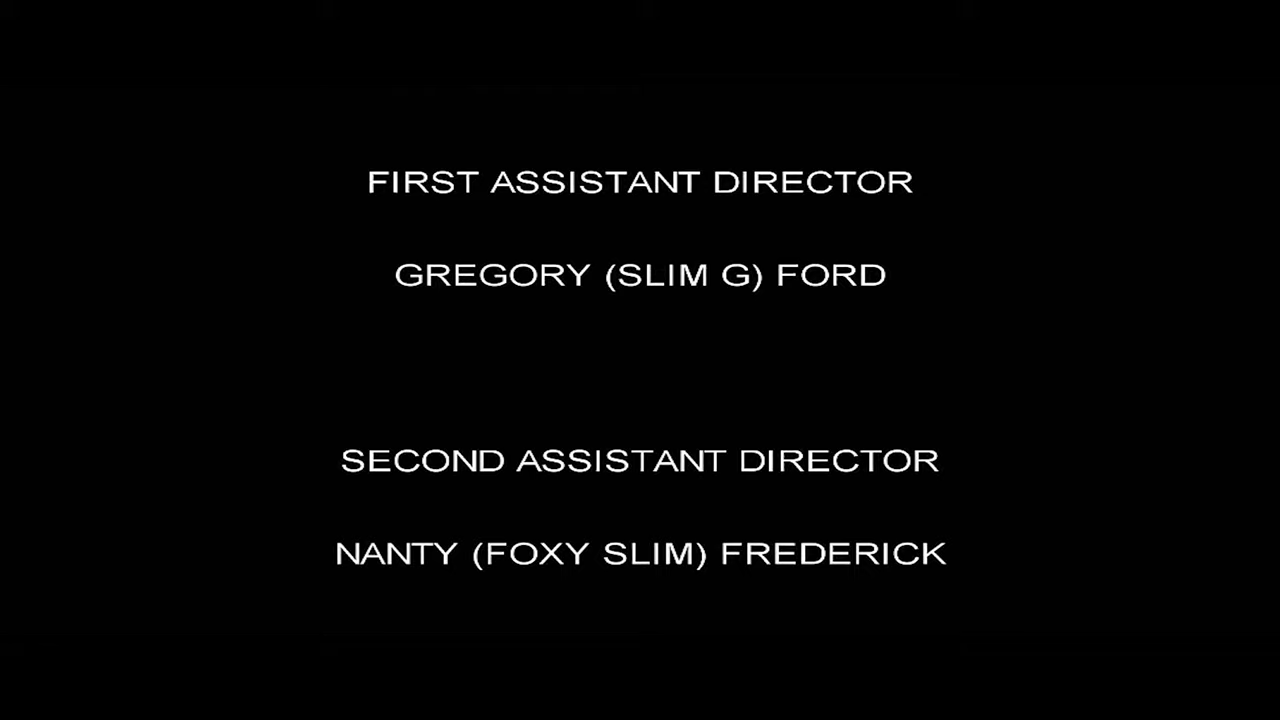 FIRST ASSISTANT DIRECTOR
GREGORY (SLIM G) FORD
SECOND ASSISTANT DIRECTOR
NANTY (FOXY SLIM) FREDERICK